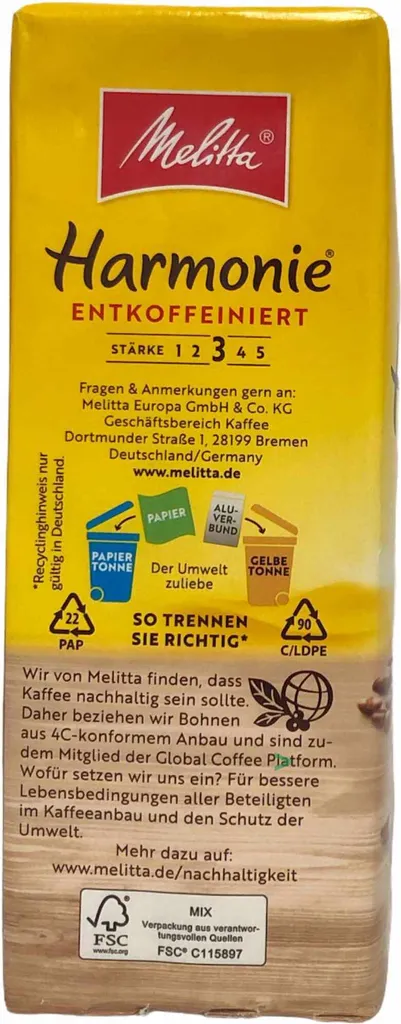 Melitta®
Harmonie®
ENTKOFFEINIERT
STÄRKE 1 2 3 4 5
Fragen & Anmerkungen gern an:
Melitta Europa GmbH & Co. KG
Geschäftsbereich Kaffee
Dortmunder Straße 1, 28199 Bremen
Deutschland/Germany
www.melitta.de
*Recyclinghinweis nur
gültig in Deutschland.
PAPIER
ALU-
VER-
BUND
PAPIER
TONNE
Der Umwelt
zuliebe
GELBE
TONNE
22
PAP
SO TRENNEN
SIE RICHTIG*
90
C/LDPE
Wir von Melitta finden, dass
Kaffee nachhaltig sein sollte.
Daher beziehen wir Bohnen
aus 4C-konformem Anbau und sind zu-
dem Mitglied der Global Coffee Platform.
Wofür setzen wir uns ein? Für bessere
Lebensbedingungen aller Beteiligten
im Kaffeeanbau und den Schutz der
Umwelt.
Mehr dazu auf:
www.melitta.de/nachhaltigkeit
FSC
www.fsc.org
MIX
Verpackung aus verantwor-
tungsvollen Quellen
FSC® C115897